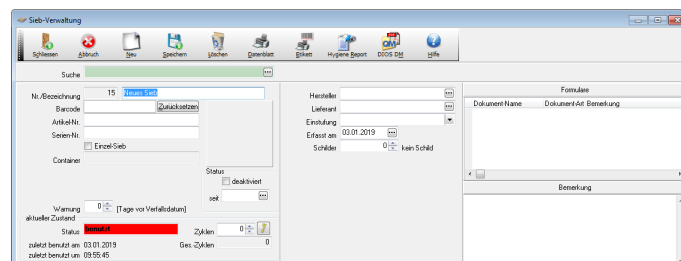 Sieb-Verwaltung
Schliessen Abbruch Neu Speichern Löschen Datenblatt Etikett Hygiene Report DIOS DM Hilfe
Suche
Nr./Bezeichnung 15 Neues Sieb
Barcode Zurücksetzen
Artikel-Nr.
Serien-Nr.
Einzel-Sieb
Container
Status
deaktiviert
seit
Warnung 0 [Tage vor Verfallsdatum]
aktueller Zustand
Status benutzt Zyklen 0
zuletzt benutzt am 03.01.2019 Ges.-Zyklen 0
zuletzt benutzt um 09:55:45
Hersteller
Lieferant
Einstufung
Erfasst am 03.01.2019
Schilder 0 kein Schild
Formulare
Dokument-Name Dokument-Art Bemerkung
Bemerkung